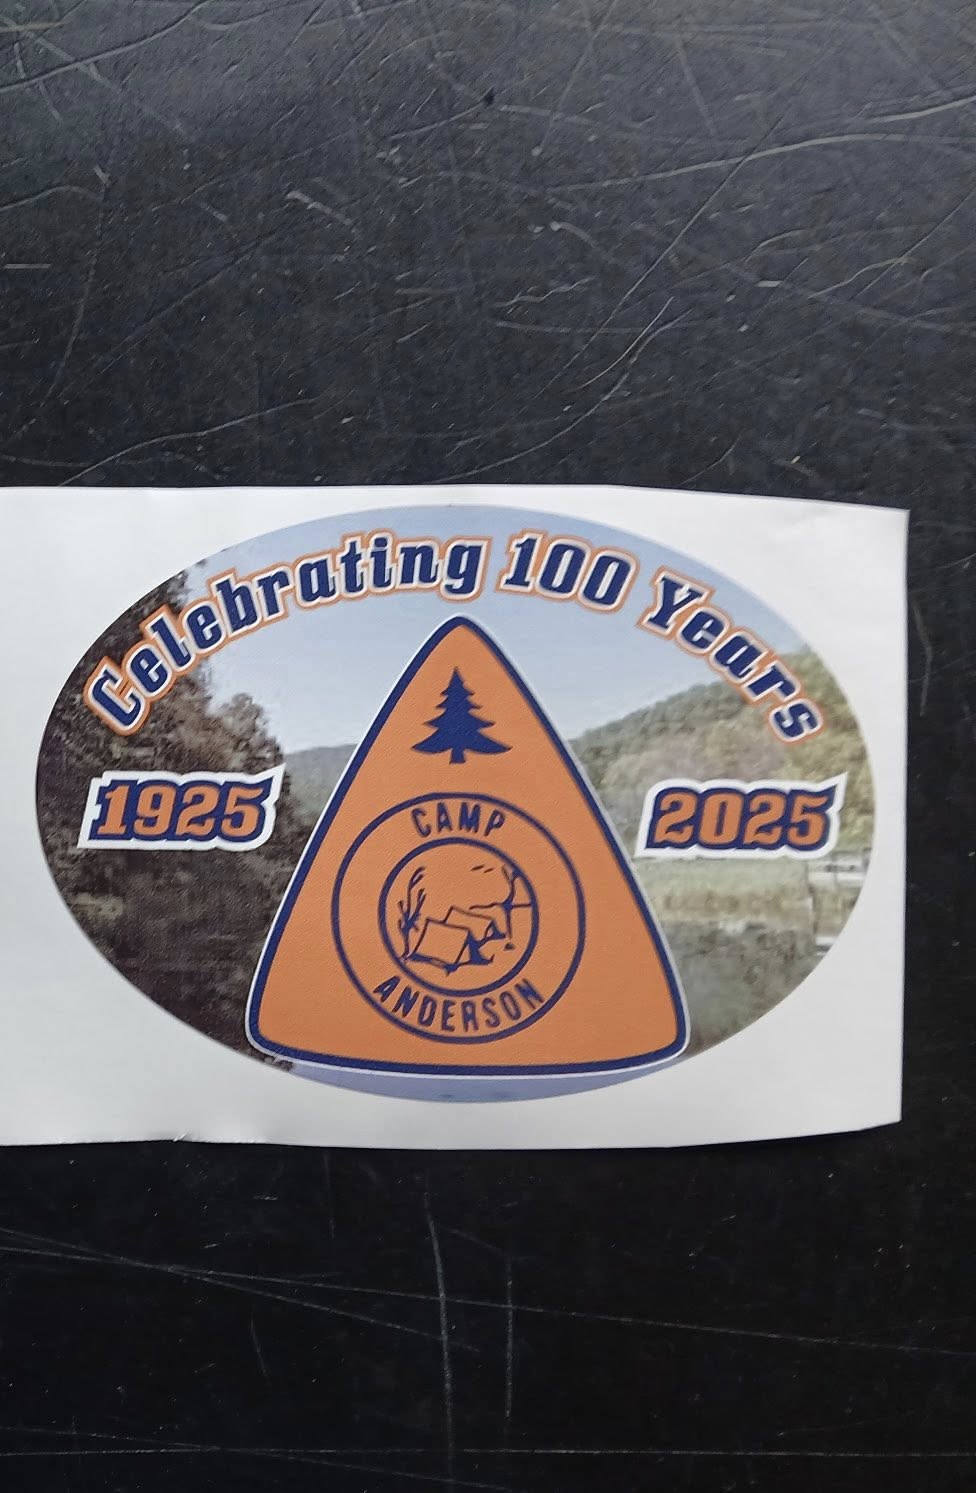 Celebrating 100 Years
1925
2025
CAMP
ANDERSON